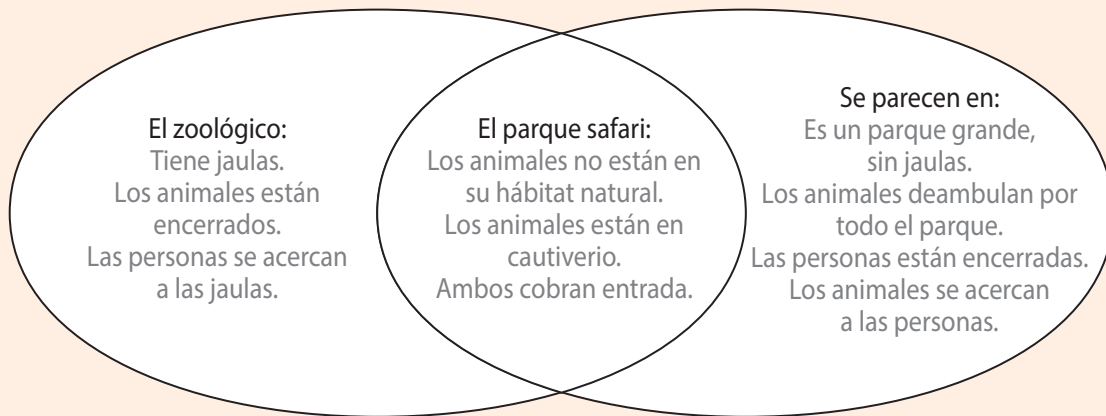 El zoológico:
Tiene jaulas.
Los animales están
encerrados.
Las personas se acercan
a las jaulas.
El parque safari:
Los animales no están en
su hábitat natural.
Los animales están en
cautiverio.
Ambos cobran entrada.
Se parecen en:
Es un parque grande,
sin jaulas.
Los animales deambulan por
todo el parque.
Las personas están encerradas.
Los animales se acercan
a las personas.